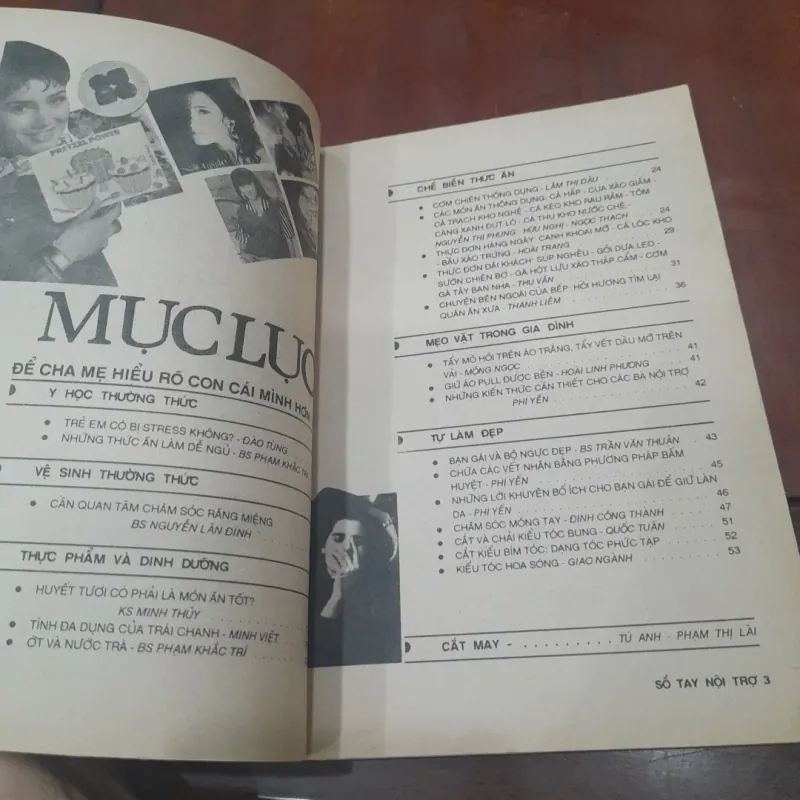 PRETZEL POWER
MỤC LỤC
ĐỂ CHA MẸ HIỂU RÕ CON CÁI MÌNH HƠN
Y HỌC THƯỜNG THỨC
• TRẺ EM CÓ BỊ STRESS KHÔNG? - ĐÀO TÙNG
• NHỮNG THỨC ĂN LÀM DỄ NGỦ - BS PHẠM KHẮC TRÍ
VỆ SINH THƯỜNG THỨC
• CẦN QUAN TÂM CHĂM SÓC RĂNG MIỆNG
BS NGUYỄN LÂN ĐÍNH
THỰC PHẨM VÀ DINH DƯỠNG
• HUYẾT TƯƠI CÓ PHẢI LÀ MÓN ĂN TỐT?
KS MINH THỦY
• TÍNH ĐA DỤNG CỦA TRÁI CHANH - MINH VIỆT
• ỚT VÀ NƯỚC TRÀ - BS PHẠM KHẮC TRÍ
CHẾ BIẾN THỨC ĂN
• CƠM CHIÊN THÔNG DỤNG - LÂM THỊ DẬU 24
• CÁC MÓN ĂN THÔNG DỤNG: CÁ HẤP - CUA XÀO GIẤM -
CÁ TRẠCH KHO NGHỆ - CÁ KÈO KHO RAU RĂM - TÔM
CÀNG XANH ĐÚT LÒ - CÁ THU KHO NƯỚC CHÈ -
NGUYỄN THỊ PHỤNG - HỮU NGHỊ - NGỌC THẠCH 24
• THỰC ĐƠN HÀNG NGÀY: CANH KHOAI MỠ - CÁ LÓC KHO
- BẦU XÀO TRỨNG - HOÀI TRANG 29
• THỰC ĐƠN ĐÃI KHÁCH: SÚP NGHÊU - GỎI DƯA LEO -
SƯỜN CHIÊN BƠ - GÀ HỘT LỰU XÀO THẬP CẨM - CƠM
GÀ TÂY BAN NHA - THU VÂN 31
• CHUYỆN BÊN NGOÀI CỦA BẾP: HỒI HƯƠNG TÌM LẠI
QUÁN ĂN XƯA - THANH LIÊM 36
MẸO VẶT TRONG GIA ĐÌNH
• TẨY MỒ HÔI TRÊN ÁO TRẮNG, TẨY VẾT DẦU MỠ TRÊN
VẢI - MỘNG NGỌC 41
• GIỮ ÁO PULL ĐƯỢC BỀN - HOÀI LINH PHƯƠNG 41
• NHỮNG KIẾN THỨC CẦN THIẾT CHO CÁC BÀ NỘI TRỢ
PHI YẾN 42
TỰ LÀM ĐẸP
• BẠN GÁI VÀ BỘ NGỰC ĐẸP - BS TRẦN VĂN THUẬN 43
• CHỮA CÁC VẾT NHĂN BẰNG PHƯƠNG PHÁP BẤM
HUYỆT - PHI YẾN 45
• NHỮNG LỜI KHUYÊN BỔ ÍCH CHO BẠN GÁI ĐỂ GIỮ LÀN
DA - PHI YẾN 46
• CHĂM SÓC MÓNG TAY - ĐINH CÔNG THÀNH 47
• CẮT VÀ CHẢI KIỂU TÓC BUNG - QUỐC TUẤN 51
• CẮT KIỂU BÍM TÓC: DẠNG TÓC PHỨC TẠP 52
• KIỂU TÓC HOA SÓNG - GIAO NGÀNH 53
CẮT MAY - . . . . . . . . . TÚ ANH - PHẠM THỊ LÀI
SỔ TAY NỘI TRỢ 3